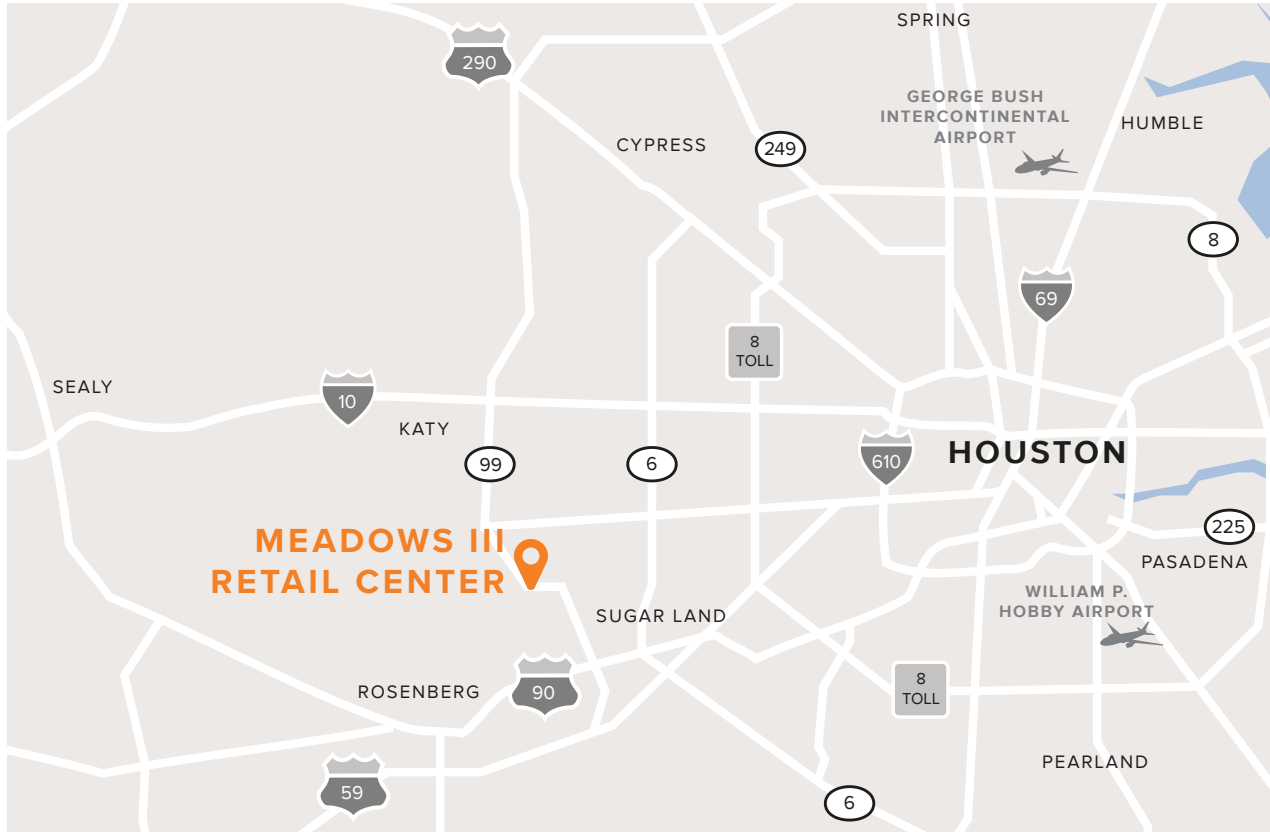 SPRING
290
GEORGE BUSH
INTERCONTINENTAL
AIRPORT
HUMBLE
CYPRESS
249
8
69
8
TOLL
SEALY
10
KATY
99
6
610
HOUSTON
225
MEADOWS III
RETAIL CENTER
PASADENA
WILLIAM P.
HOBBY AIRPORT
SUGAR LAND
ROSENBERG
90
8
TOLL
PEARLAND
59
6